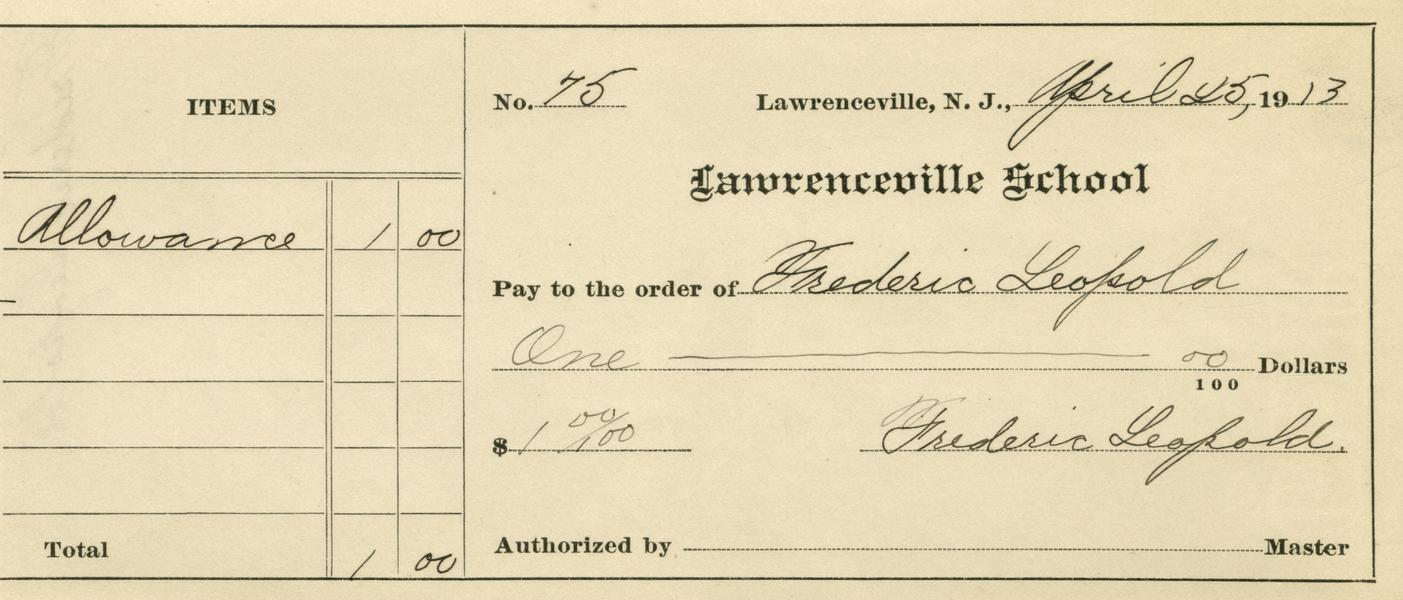 ITEMS
Allowance 1 00
Total 1 00
No. 75 Lawrenceville, N. J., April 25, 1913
Lawrenceville School
Pay to the order of Frederic Leopold
One 00
100 Dollars
$ 1 00/100 Frederic Leopold.
Authorized by Master